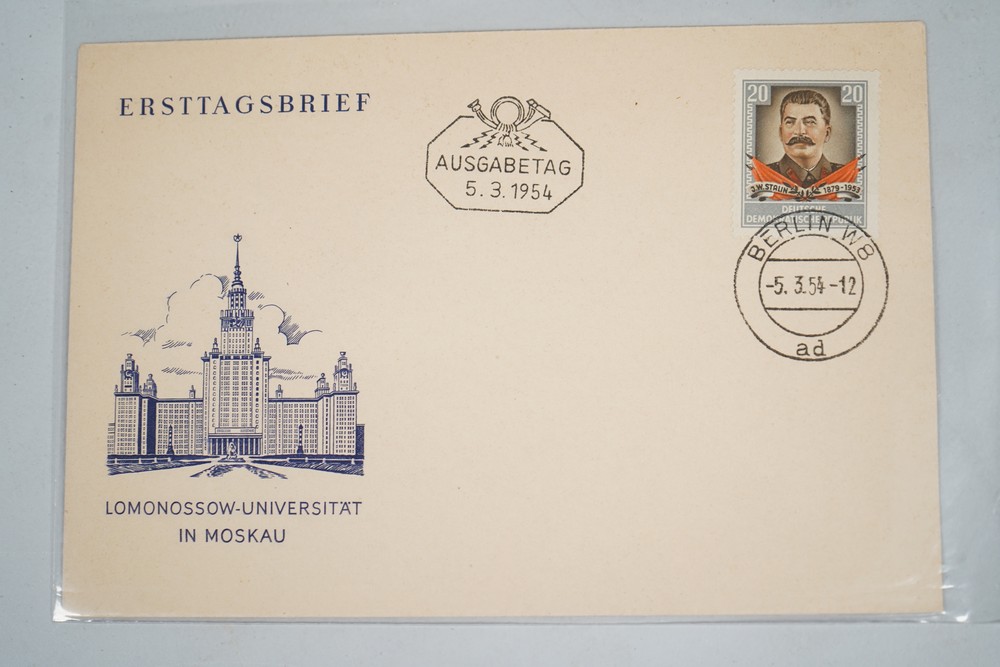 ERSTTAGSBRIEF
AUSGABETAG
5.3.1954
20 20
J.W. STALIN 1879-1953
DEUTSCHE
DEMOKRATISCHE REPUBLIK
BERLIN W8
-5.3.54-12
ad
LOMONOSSOW-UNIVERSITÄT
IN MOSKAU